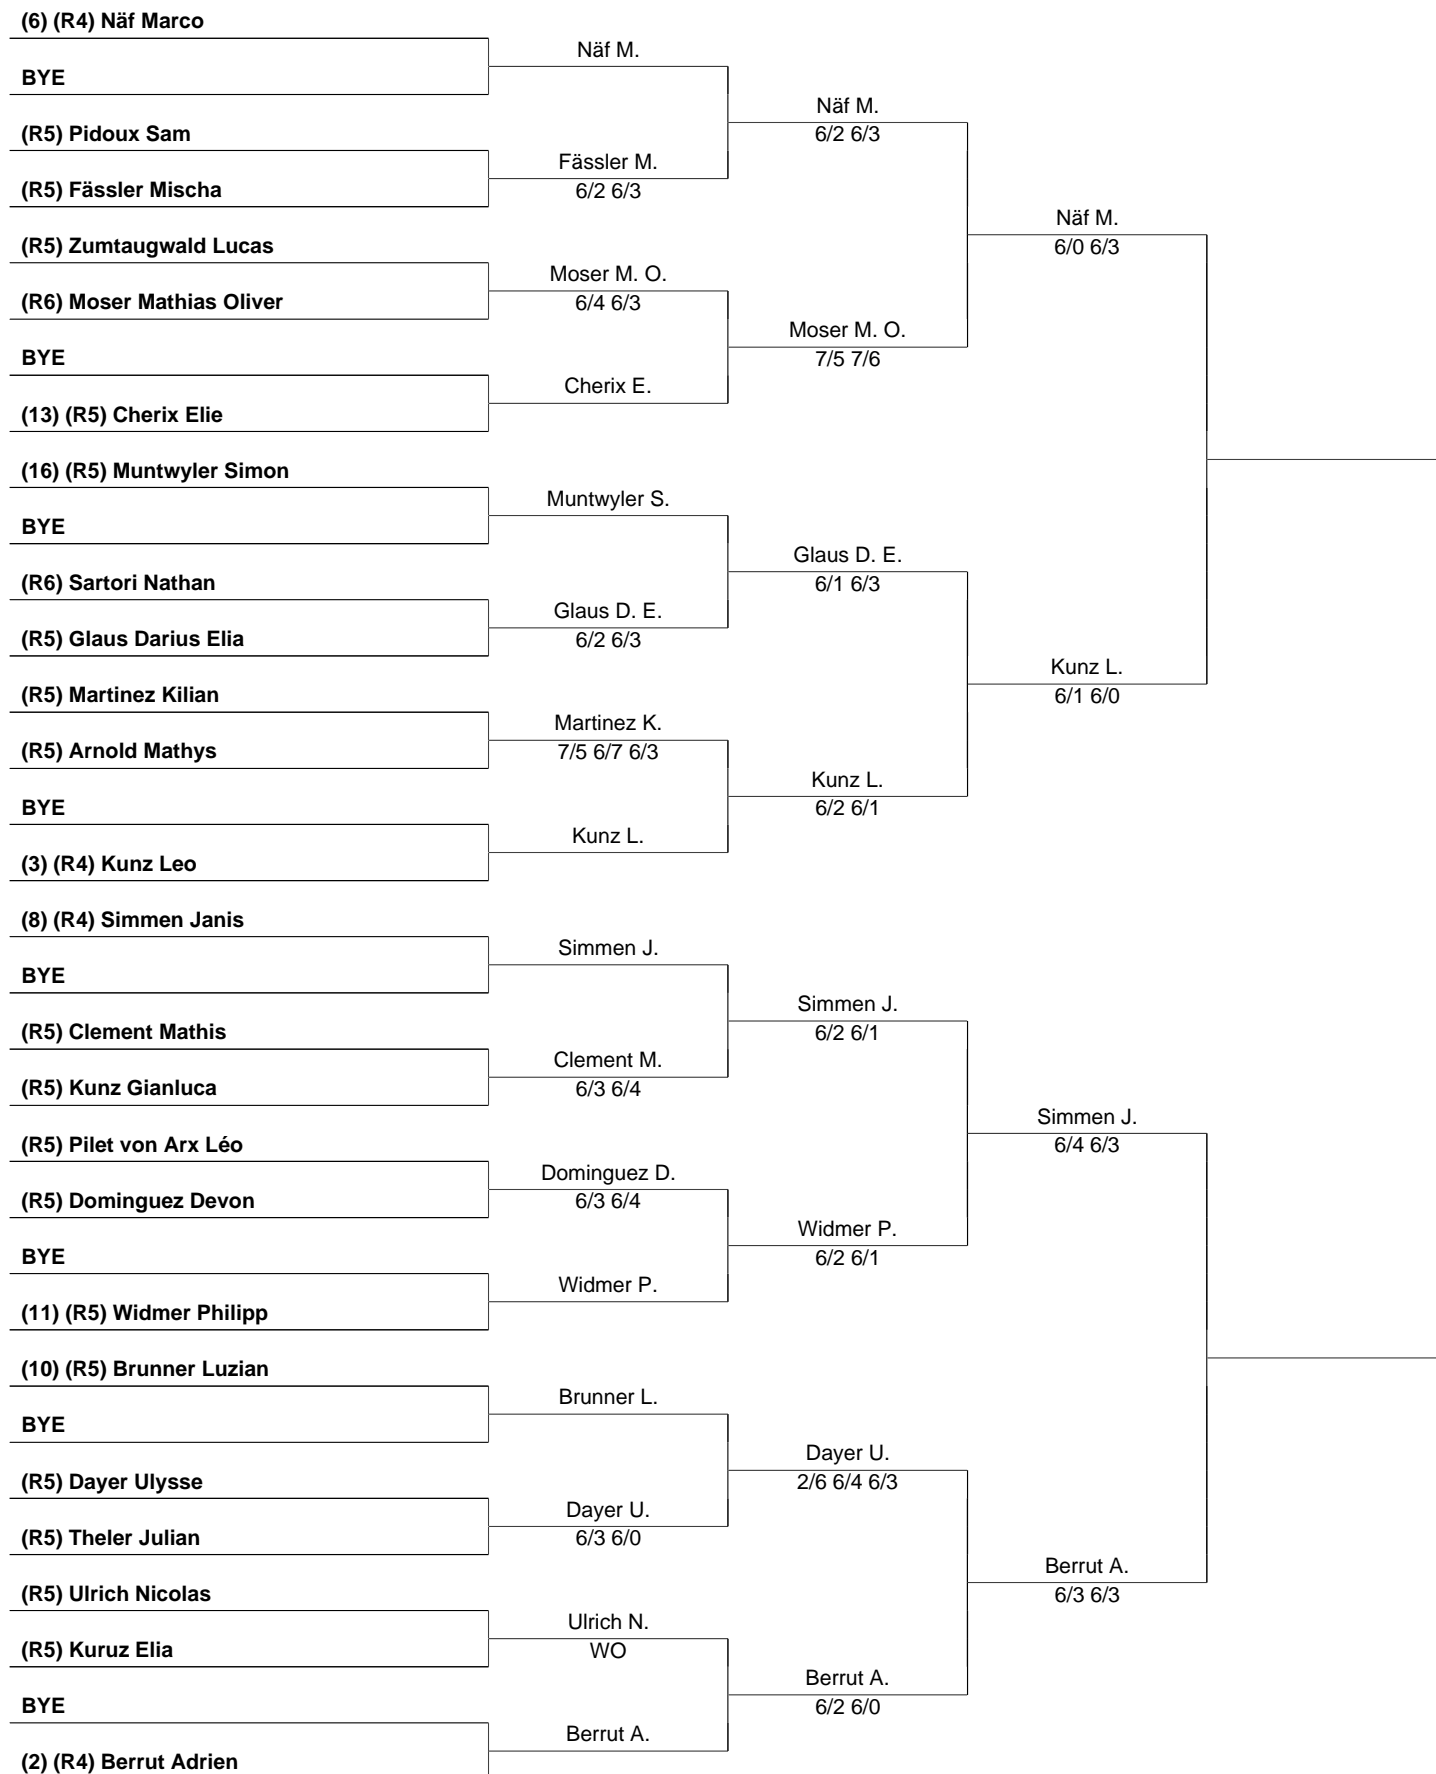 (6) (R4) Näf Marco
Näf M.
BYE
Näf M.
6/2 6/3
(R5) Pidoux Sam
Fässler M.
6/2 6/3
(R5) Fässler Mischa
Näf M.
6/0 6/3
(R5) Zumtaugwald Lucas
Moser M. O.
6/4 6/3
(R6) Moser Mathias Oliver
Moser M. O.
7/5 7/6
BYE
Cherix E.
(13) (R5) Cherix Elie
(16) (R5) Muntwyler Simon
Muntwyler S.
BYE
Glaus D. E.
6/1 6/3
(R6) Sartori Nathan
Glaus D. E.
6/2 6/3
(R5) Glaus Darius Elia
Kunz L.
6/1 6/0
(R5) Martinez Kilian
Martinez K.
7/5 6/7 6/3
(R5) Arnold Mathys
Kunz L.
6/2 6/1
BYE
Kunz L.
(3) (R4) Kunz Leo
(8) (R4) Simmen Janis
Simmen J.
BYE
Simmen J.
6/2 6/1
(R5) Clement Mathis
Clement M.
6/3 6/4
(R5) Kunz Gianluca
Simmen J.
6/4 6/3
(R5) Pilet von Arx Léo
Dominguez D.
6/3 6/4
(R5) Dominguez Devon
Widmer P.
6/2 6/1
BYE
Widmer P.
(11) (R5) Widmer Philipp
(10) (R5) Brunner Luzian
Brunner L.
BYE
Dayer U.
2/6 6/4 6/3
(R5) Dayer Ulysse
Dayer U.
6/3 6/0
(R5) Theler Julian
Berrut A.
6/3 6/3
(R5) Ulrich Nicolas
Ulrich N.
WO
(R5) Kuruz Elia
Berrut A.
6/2 6/0
BYE
Berrut A.
(2) (R4) Berrut Adrien